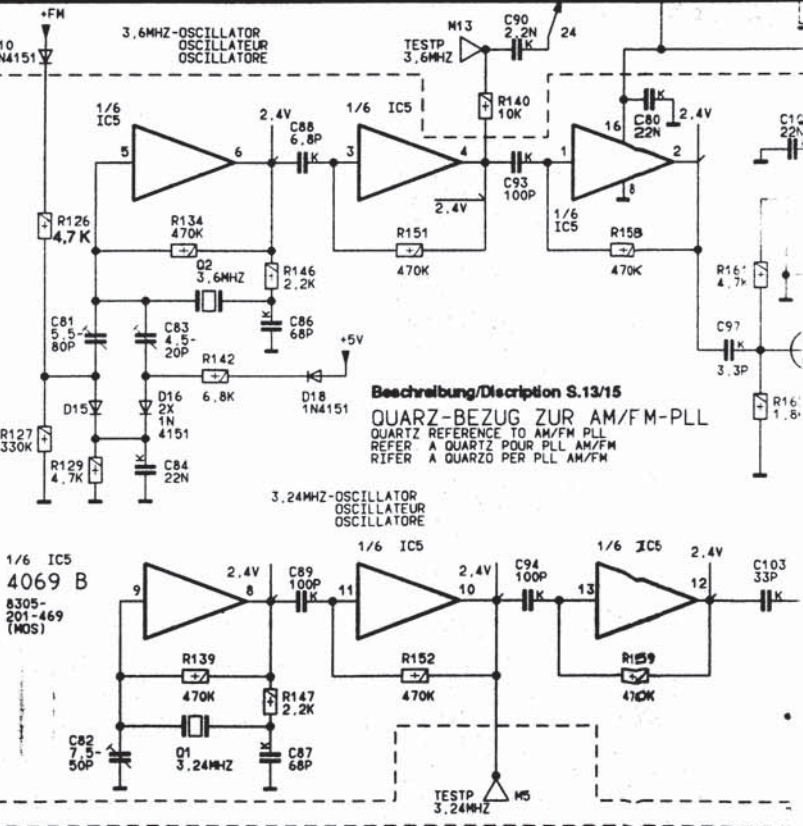 +FM
3,6MHZ-OSCILLATOR
OSCILLATEUR
OSCILLATORE
M13
TESTP
3,6MHZ
C90
2,2N
24
10
N4151
1/6
IC5
2,4V
C88
6,8P
1/6 IC5
R140
10K
16
C80
22N
2,4V
22N
5
6
3
4
C93
100P
1
2
8
2,4V
1/6
IC5
R126
4,7 K
R134
470K
R151
470K
R158
470K
Q2
3,6MHZ
R146
2,2K
4,7K
C81
5,5-
80P
C83
4,5-
20P
C86
68P
+5V
C97
3,3P
R142
6,8K
D18
1N4151
Beschreibung/Discription S.13/15
QUARZ-BEZUG ZUR AM/FM-PLL
QUARTZ REFERENCE TO AM/FM PLL
REFER A QUARTZ POUR PLL AM/FM
RIFER A QUARZO PER PLL AM/FM
D15
D16
2X
1N
4151
R127
330K
R129
4,7K
C84
22N
3,24MHZ-OSCILLATOR
OSCILLATEUR
OSCILLATORE
1/6 IC5
4069 B
8305-
201-469
(MOS)
9
8
2,4V
C89
100P
1/6 IC5
11
10
2,4V
C94
100P
1/6 IC5
13
12
2,4V
C103
33P
R139
470K
R152
470K
R159
470K
R147
2,2K
C82
7,5-
50P
Q1
3,24MHZ
C87
68P
TESTP
3,24MHZ
M5